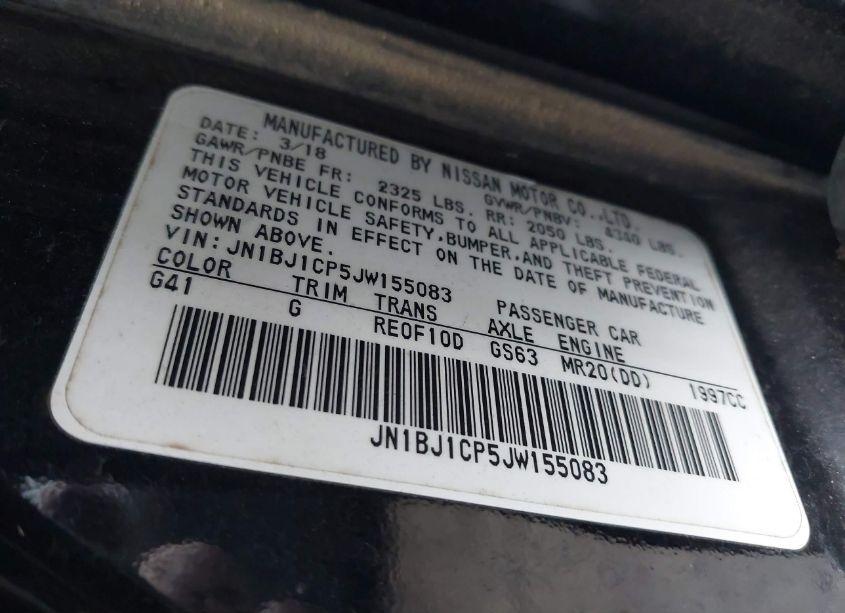 MANUFACTURED BY NISSAN MOTOR CO.,LTD.
DATE: 3/18 GVWR/PNBV: 4340 LBS.
GAWR/PNBE FR: 2325 LBS. RR: 2050 LBS.
THIS VEHICLE CONFORMS TO ALL APPLICABLE FEDERAL
MOTOR VEHICLE SAFETY,BUMPER,AND THEFT PREVENTION
STANDARDS IN EFFECT ON THE DATE OF MANUFACTURE
SHOWN ABOVE.
VIN: JN1BJ1CP5JW155083 PASSENGER CAR
COLOR TRIM TRANS AXLE ENGINE
G41 G RE0F10D GS63 MR20(DD) 1997CC
JN1BJ1CP5JW155083